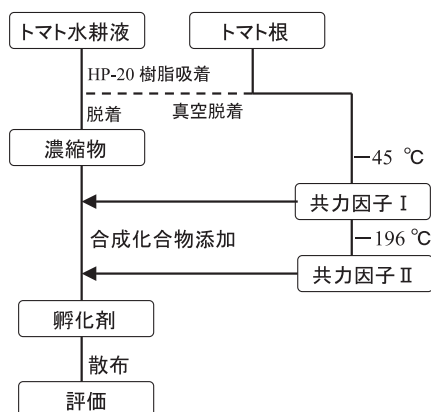 トマト水耕液
トマト根
HP-20 樹脂吸着
脱着
真空脱着
濃縮物
−45 ℃
共力因子 I
合成化合物添加
−196 ℃
共力因子 II
孵化剤
散布
評価